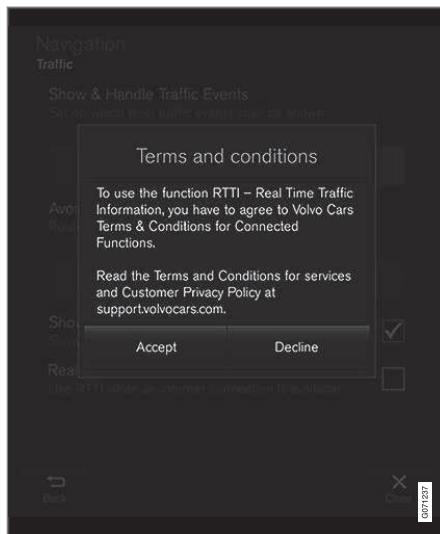 Navigation
Traffic
Show & Handle Traffic Events
Terms and conditions
To use the function RTTI – Real Time Traffic
Information, you have to agree to Volvo Cars
Terms & Conditions for Connected
Functions.
Read the Terms and Conditions for services
and Customer Privacy Policy at
support.volvocars.com.
Accept
Decline
Back
Close
G071237